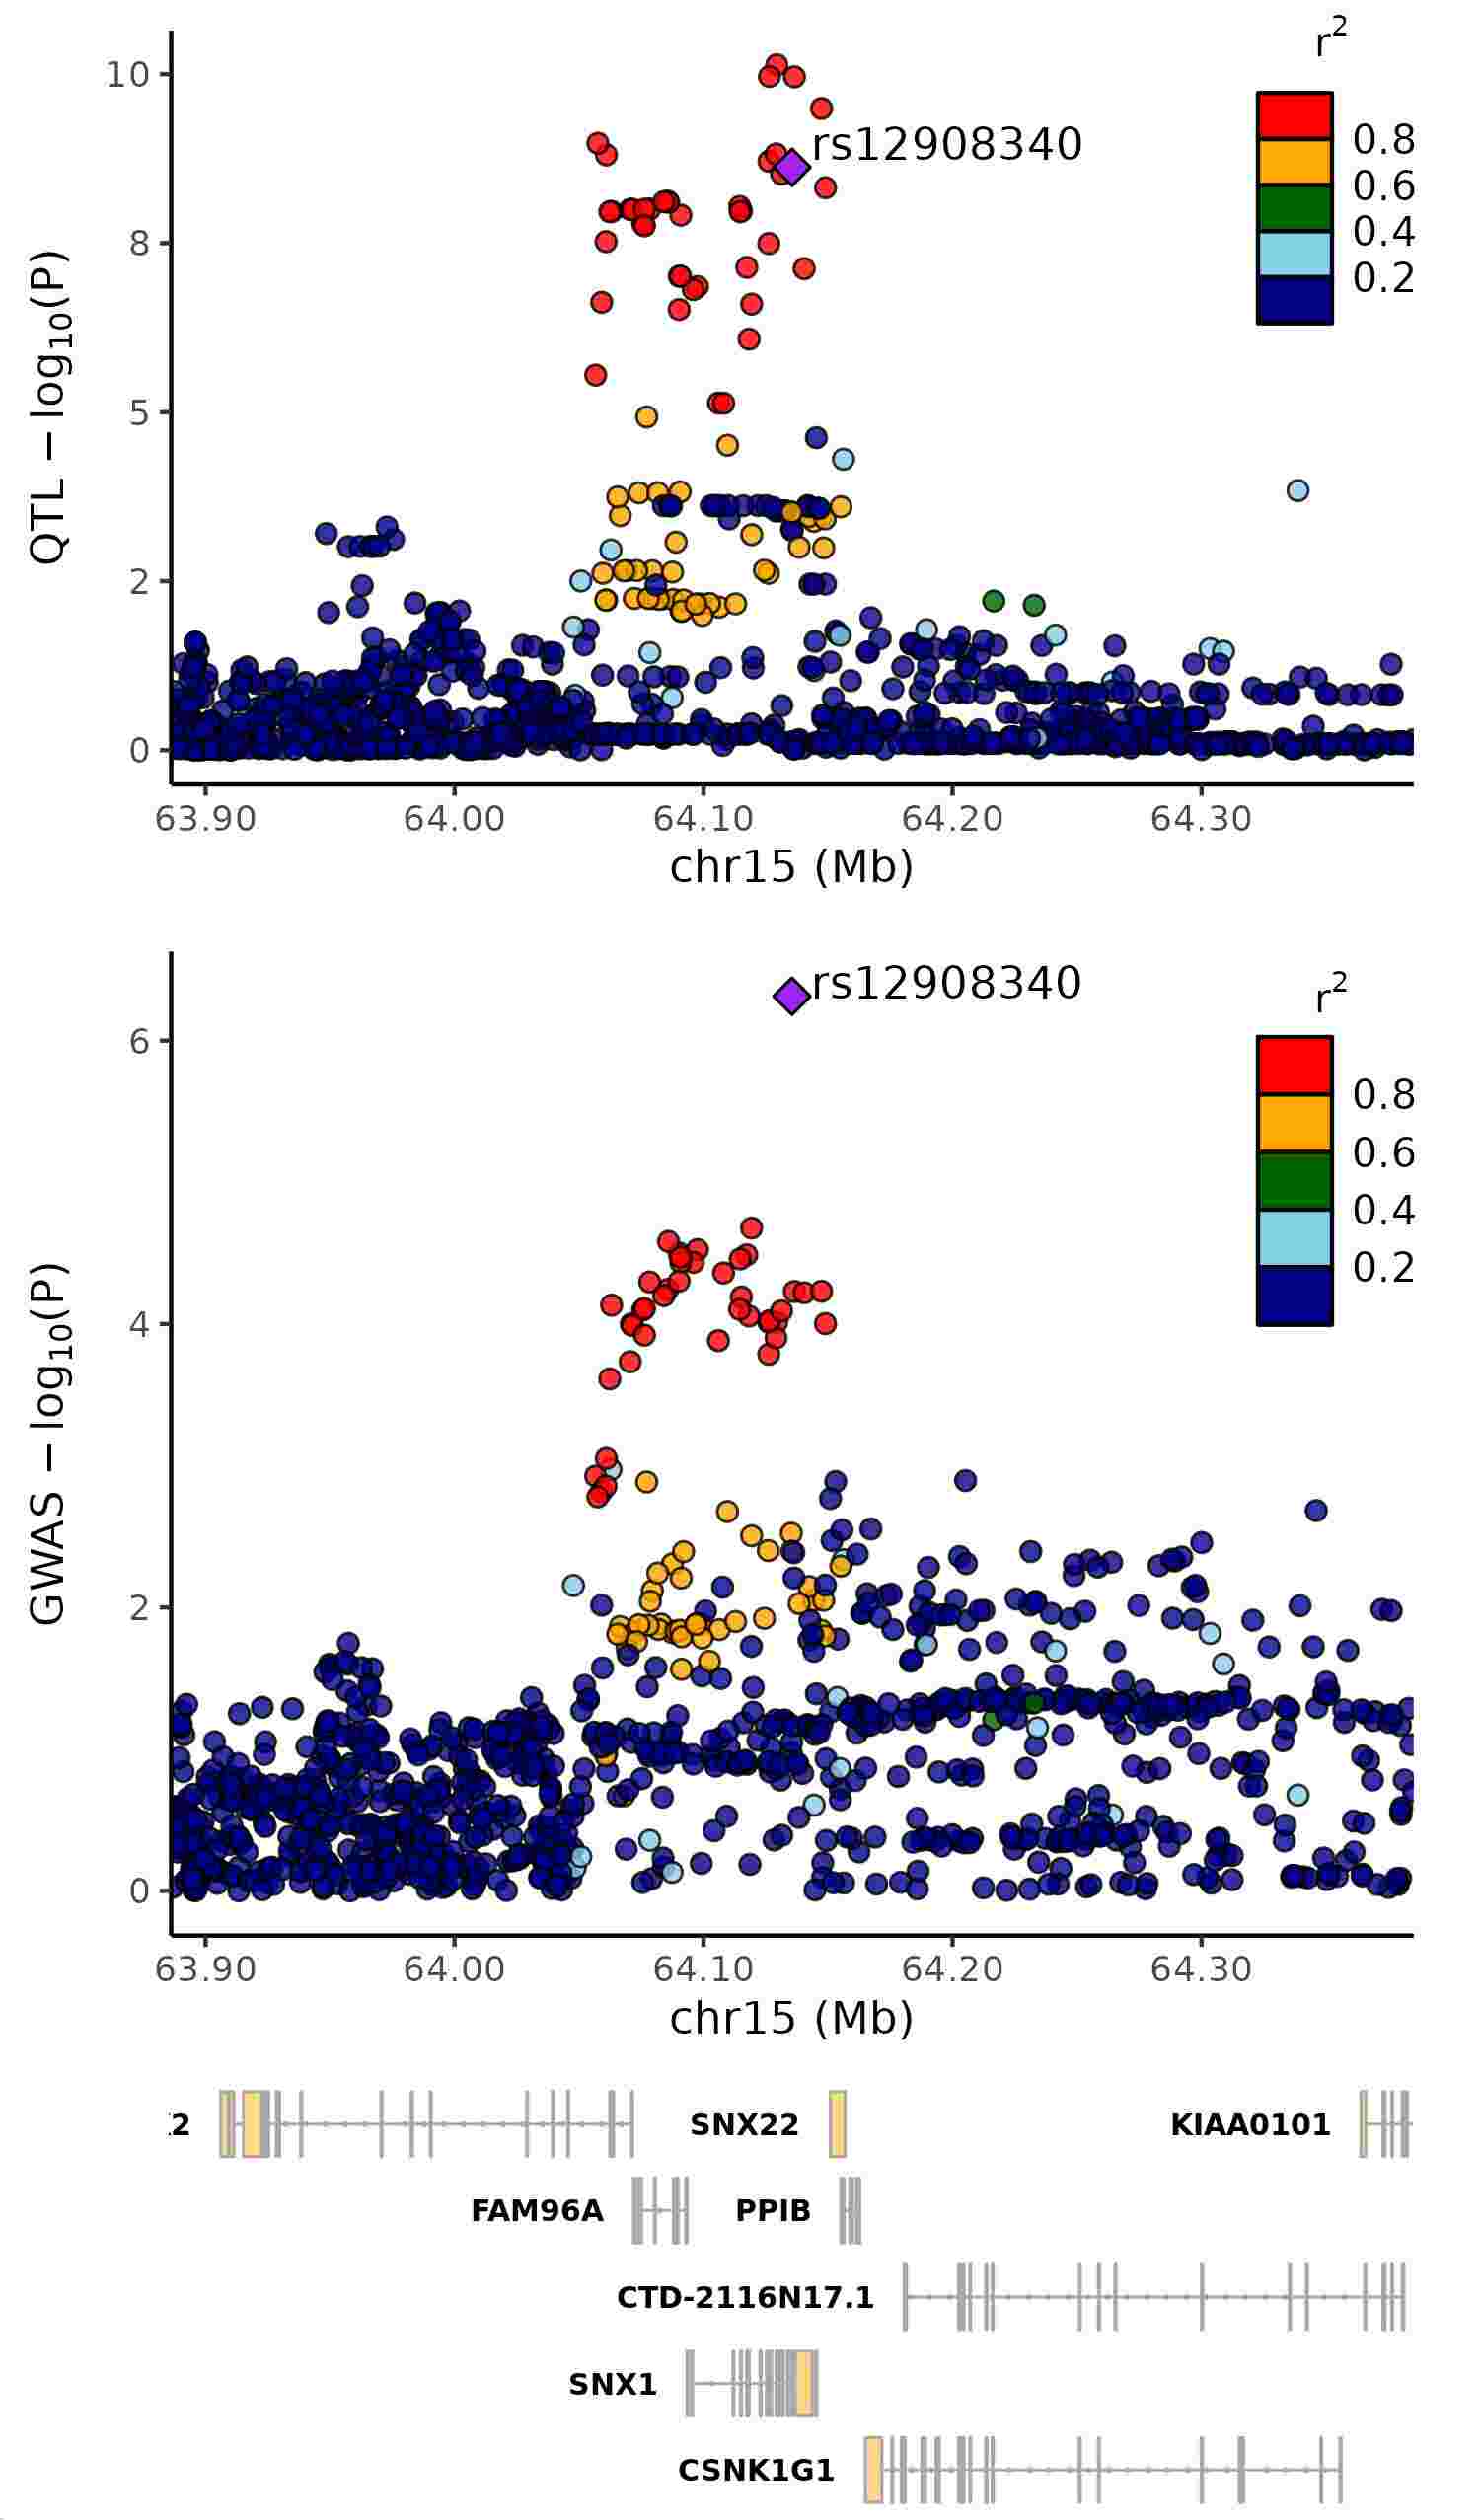 r2
10
0.8
rs12908340
0.6
8
0.4
0.2
QTL − log10(P)
5
2
0
63.90 64.00 64.10 64.20 64.30
chr15 (Mb)
rs12908340
r2
6
0.8
0.6
0.4
0.2
GWAS − log10(P)
4
2
0
63.90 64.00 64.10 64.20 64.30
chr15 (Mb)
2 SNX22 KIAA0101
FAM96A PPIB
CTD-2116N17.1
SNX1
CSNK1G1